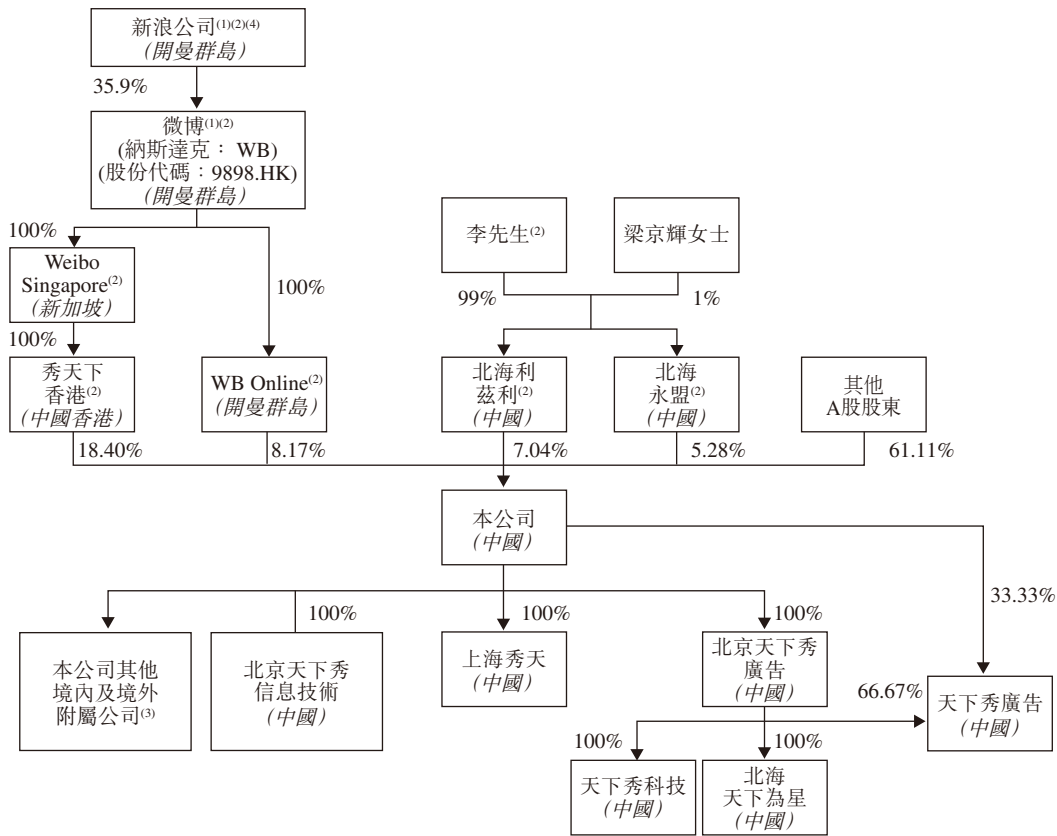 新浪公司(1)(2)(4)
(開曼群島)
35.9%
微博(1)(2)
(納斯達克：WB)
(股份代碼：9898.HK)
(開曼群島)
100%
Weibo
Singapore(2)
(新加坡)
100%
100%
秀天下
香港(2)
(中國香港)
18.40%
WB Online(2)
(開曼群島)
8.17%
李先生(2)
梁京輝女士
99%
1%
北海利
茲利(2)
(中國)
7.04%
北海
永盟(2)
(中國)
5.28%
其他
A股股東
61.11%
本公司
(中國)
33.33%
本公司其他
境內及境外
附屬公司(3)
100%
北京天下秀
信息技術
(中國)
100%
上海秀天
(中國)
100%
北京天下秀
廣告
(中國)
66.67%
天下秀廣告
(中國)
100%
天下秀科技
(中國)
100%
北海
天下為星
(中國)